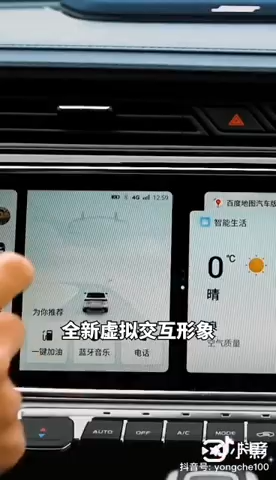 4G 12:59
百度地图汽车版
智能生活
0℃
晴
为你推荐
全新虚拟交互形象
一键加油
蓝牙音乐
电话
空气质量
AUTO
OFF
A/C
MODE
抖音号: yongche100